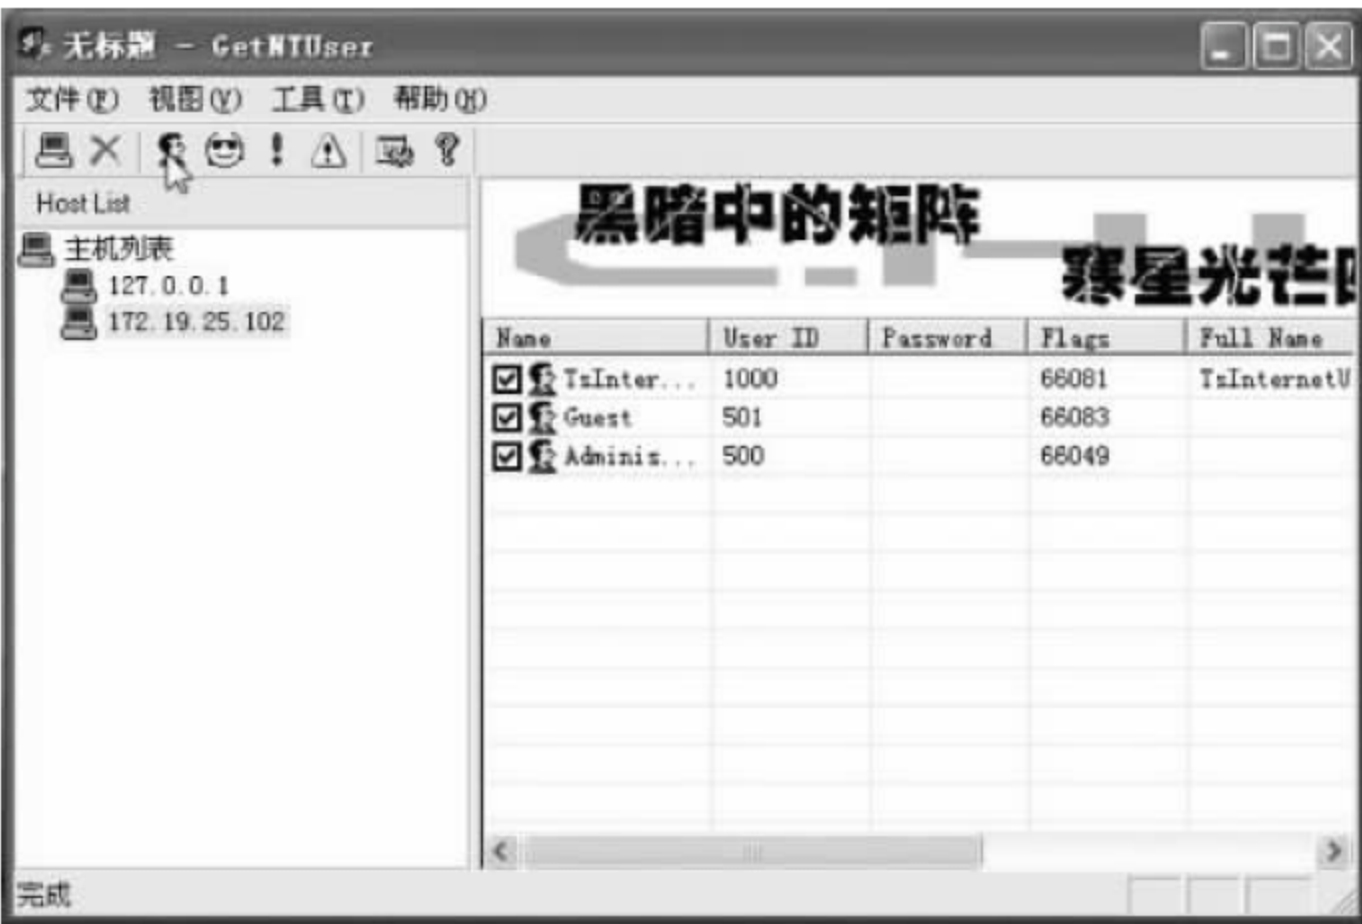 无标题 - GetNTUser
文件(F) 视图(V) 工具(T) 帮助(H)
Host List
主机列表
127.0.0.1
172.19.25.102
黑暗中的矩阵
寒星光芒
Name User ID Password Flags Full Name
TsInter... 1000 66081 TsInternetU
Guest 501 66083
Adminis... 500 66049
完成